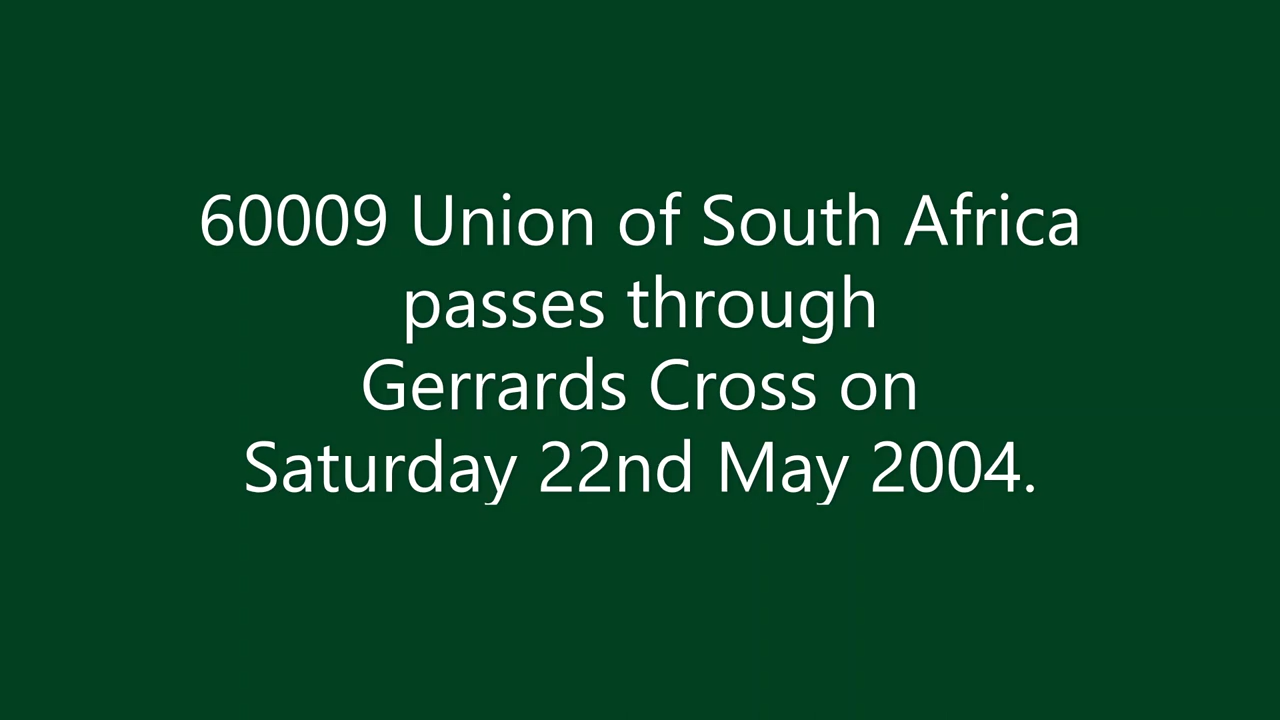 60009 Union of South Africa
passes through
Gerrards Cross on
Saturday 22nd May 2004.